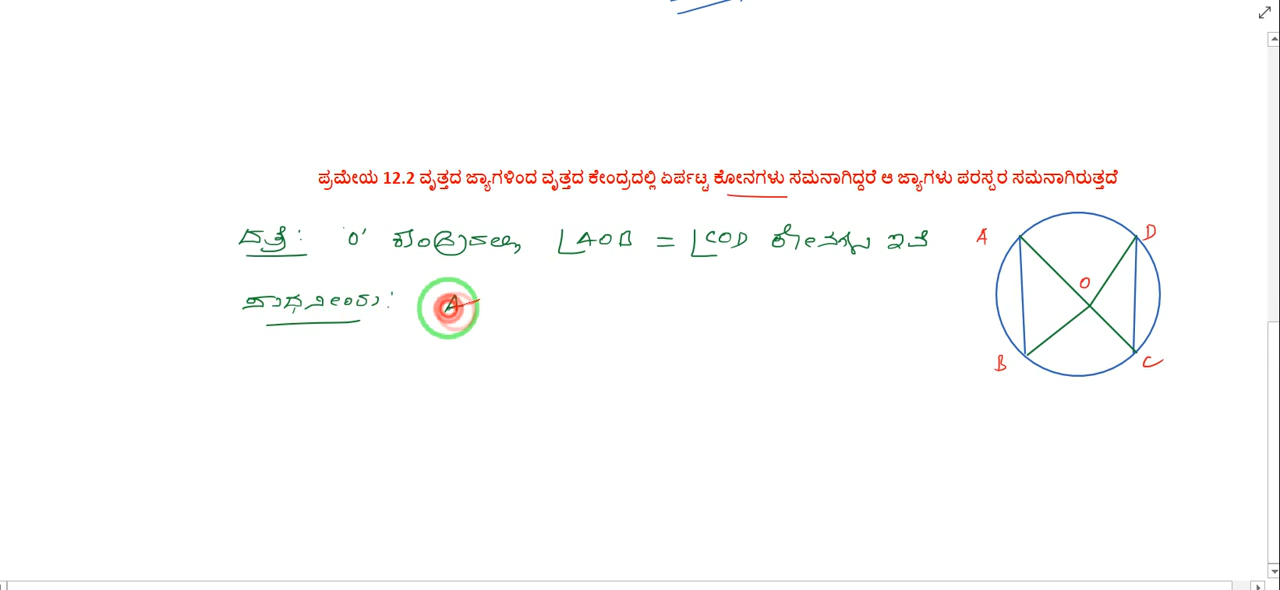 ಪ್ರಮೇಯ 12.2 ವೃತ್ತದ ಜ್ಯಾಗಳಿಂದ ವೃತ್ತದ ಕೇಂದ್ರದಲ್ಲಿ ಏರ್ಪಟ್ಟ ಕೋನಗಳು ಸಮನಾಗಿದ್ದರೆ ಆ ಜ್ಯಾಗಳು ಪರಸ್ಪರ ಸಮನಾಗಿರುತ್ತದೆ
ದತ್ತ: 'O' ಕೇಂದ್ರದಲ್ಲಿ ∠AOB = ∠COD ಕೋನಗಳು ಇವೆ
ಸಾಧನೀಯ: A
A D
O
B C